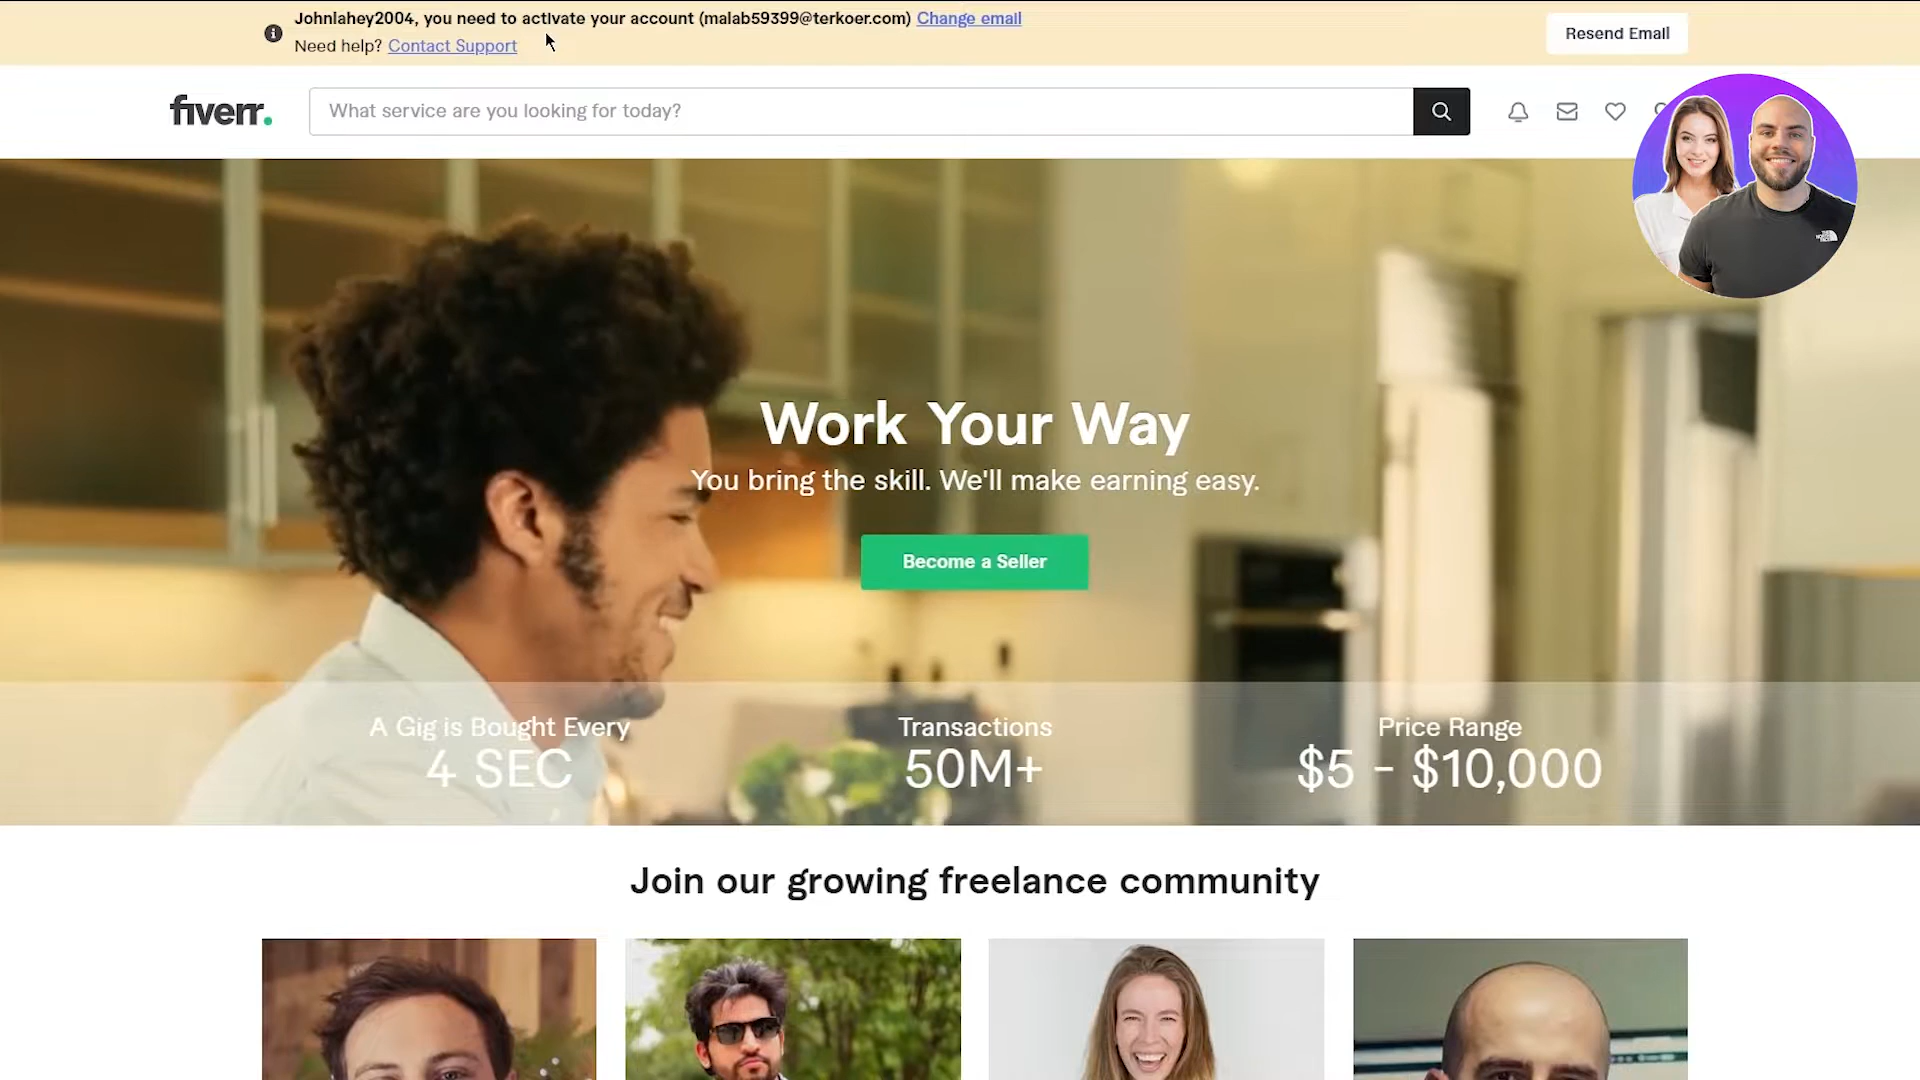 Johnlahey2004, you need to activate your account (malab59399@terkoer.com) Change email
Need help? Contact Support
Resend Email
fiverr.
What service are you looking for today?
Work Your Way
You bring the skill. We'll make earning easy.
Become a Seller
A Gig is Bought Every
4 SEC
Transactions
50M+
Price Range
$5 - $10,000
Join our growing freelance community